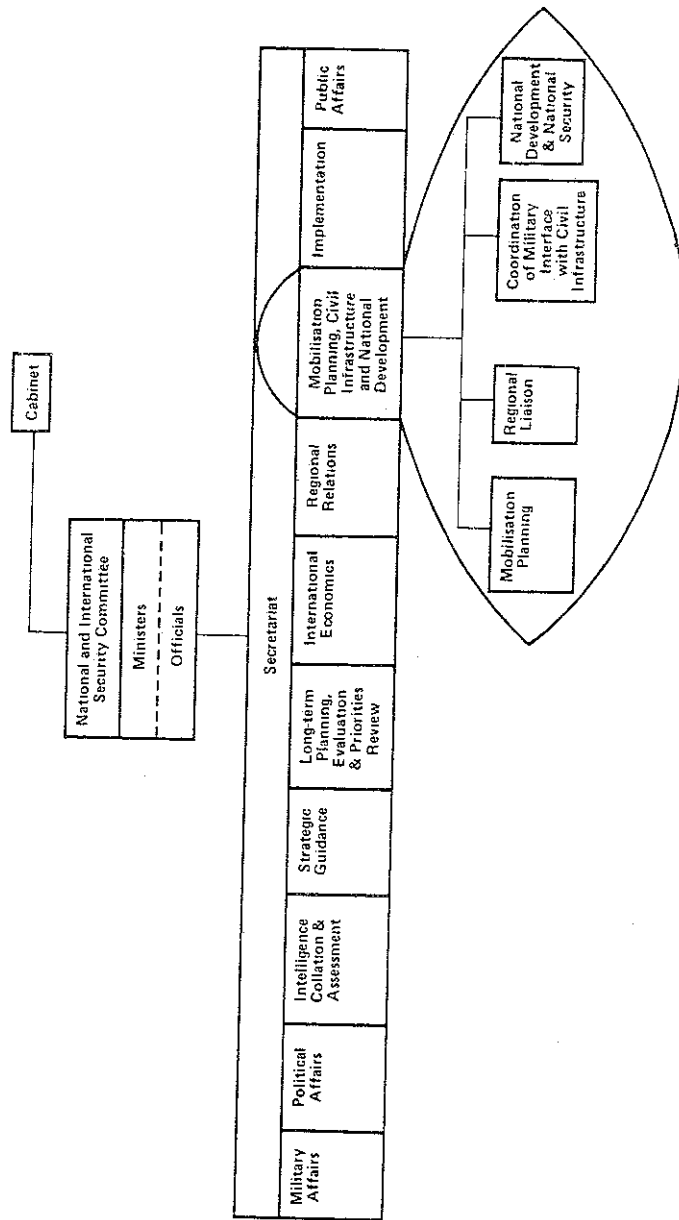 Cabinet
National and International
Security Committee
Ministers
Officials
Secretariat
Military
Affairs
Political
Affairs
Intelligence
Collation &
Assessment
Strategic
Guidance
Long-term
Planning,
Evaluation
& Priorities
Review
International
Economics
Regional
Relations
Mobilisation
Planning, Civil
Infrastructure
and National
Development
Implementation
Public
Affairs
Mobilisation
Planning
Regional
Liaison
Coordination
of Military
Interface
with Civil
Infrastructure
National
Development
& National
Security